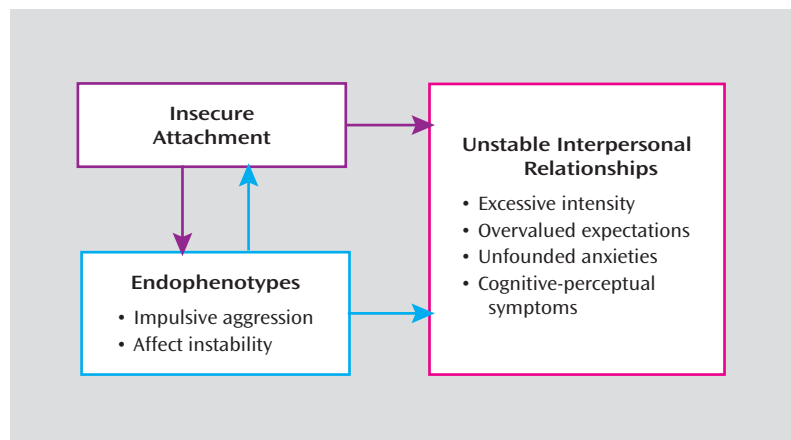 Insecure
Attachment
Endophenotypes
• Impulsive aggression
• Affect instability
Unstable Interpersonal
Relationships
• Excessive intensity
• Overvalued expectations
• Unfounded anxieties
• Cognitive-perceptual
symptoms